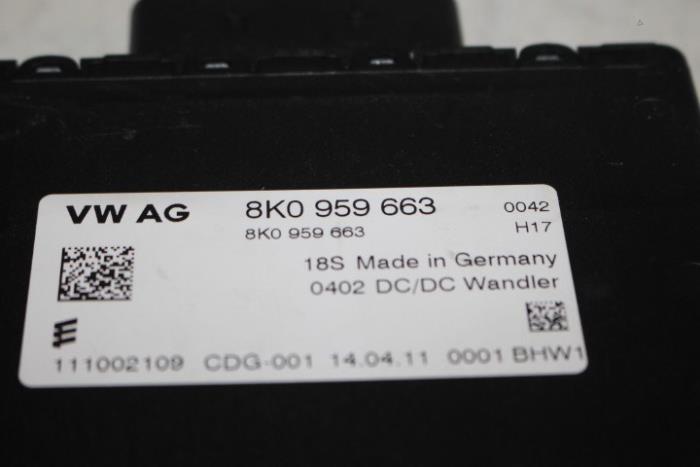 VW AG 8K0 959 663 0042
8K0 959 663 H17
18S Made in Germany
0402 DC/DC Wandler
111002109 CDG-001 14.04.11 0001 BHW1